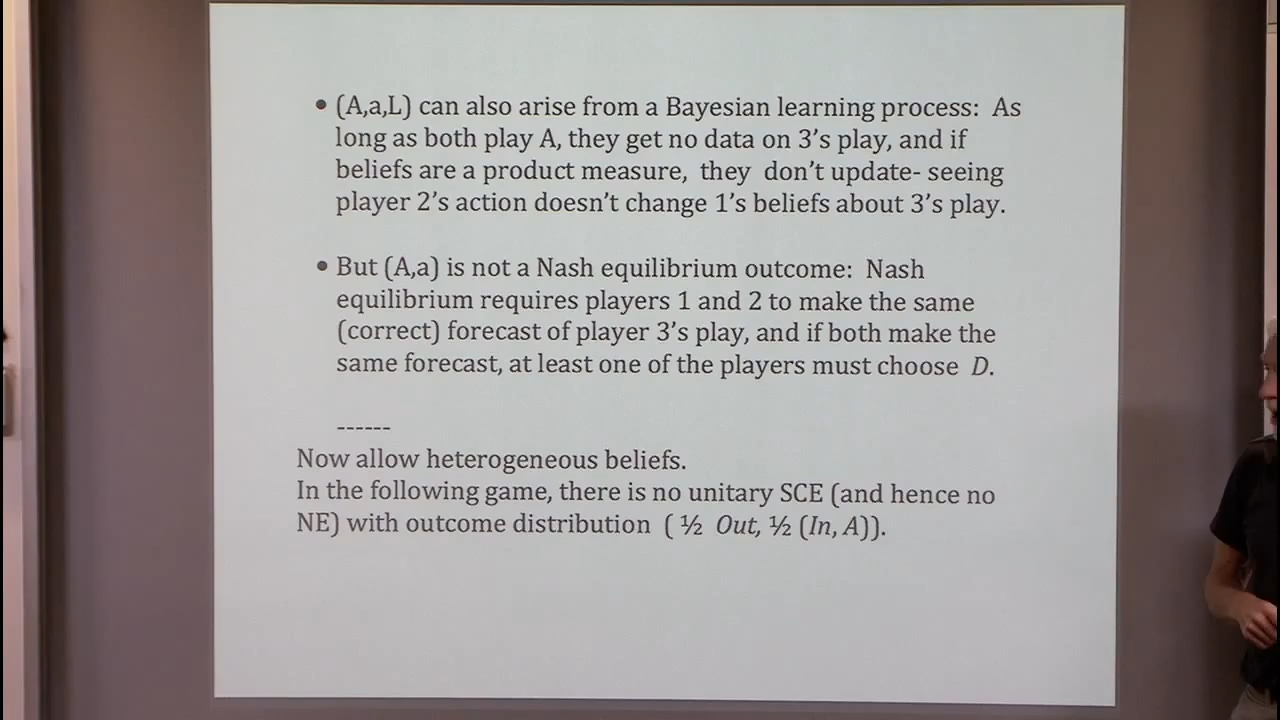 • (A,a,L) can also arise from a Bayesian learning process: As
long as both play A, they get no data on 3’s play, and if
beliefs are a product measure, they don’t update- seeing
player 2’s action doesn’t change 1’s beliefs about 3’s play.
• But (A,a) is not a Nash equilibrium outcome: Nash
equilibrium requires players 1 and 2 to make the same
(correct) forecast of player 3’s play, and if both make the
same forecast, at least one of the players must choose D.
------
Now allow heterogeneous beliefs.
In the following game, there is no unitary SCE (and hence no
NE) with outcome distribution ( ½ Out, ½ (In, A)).